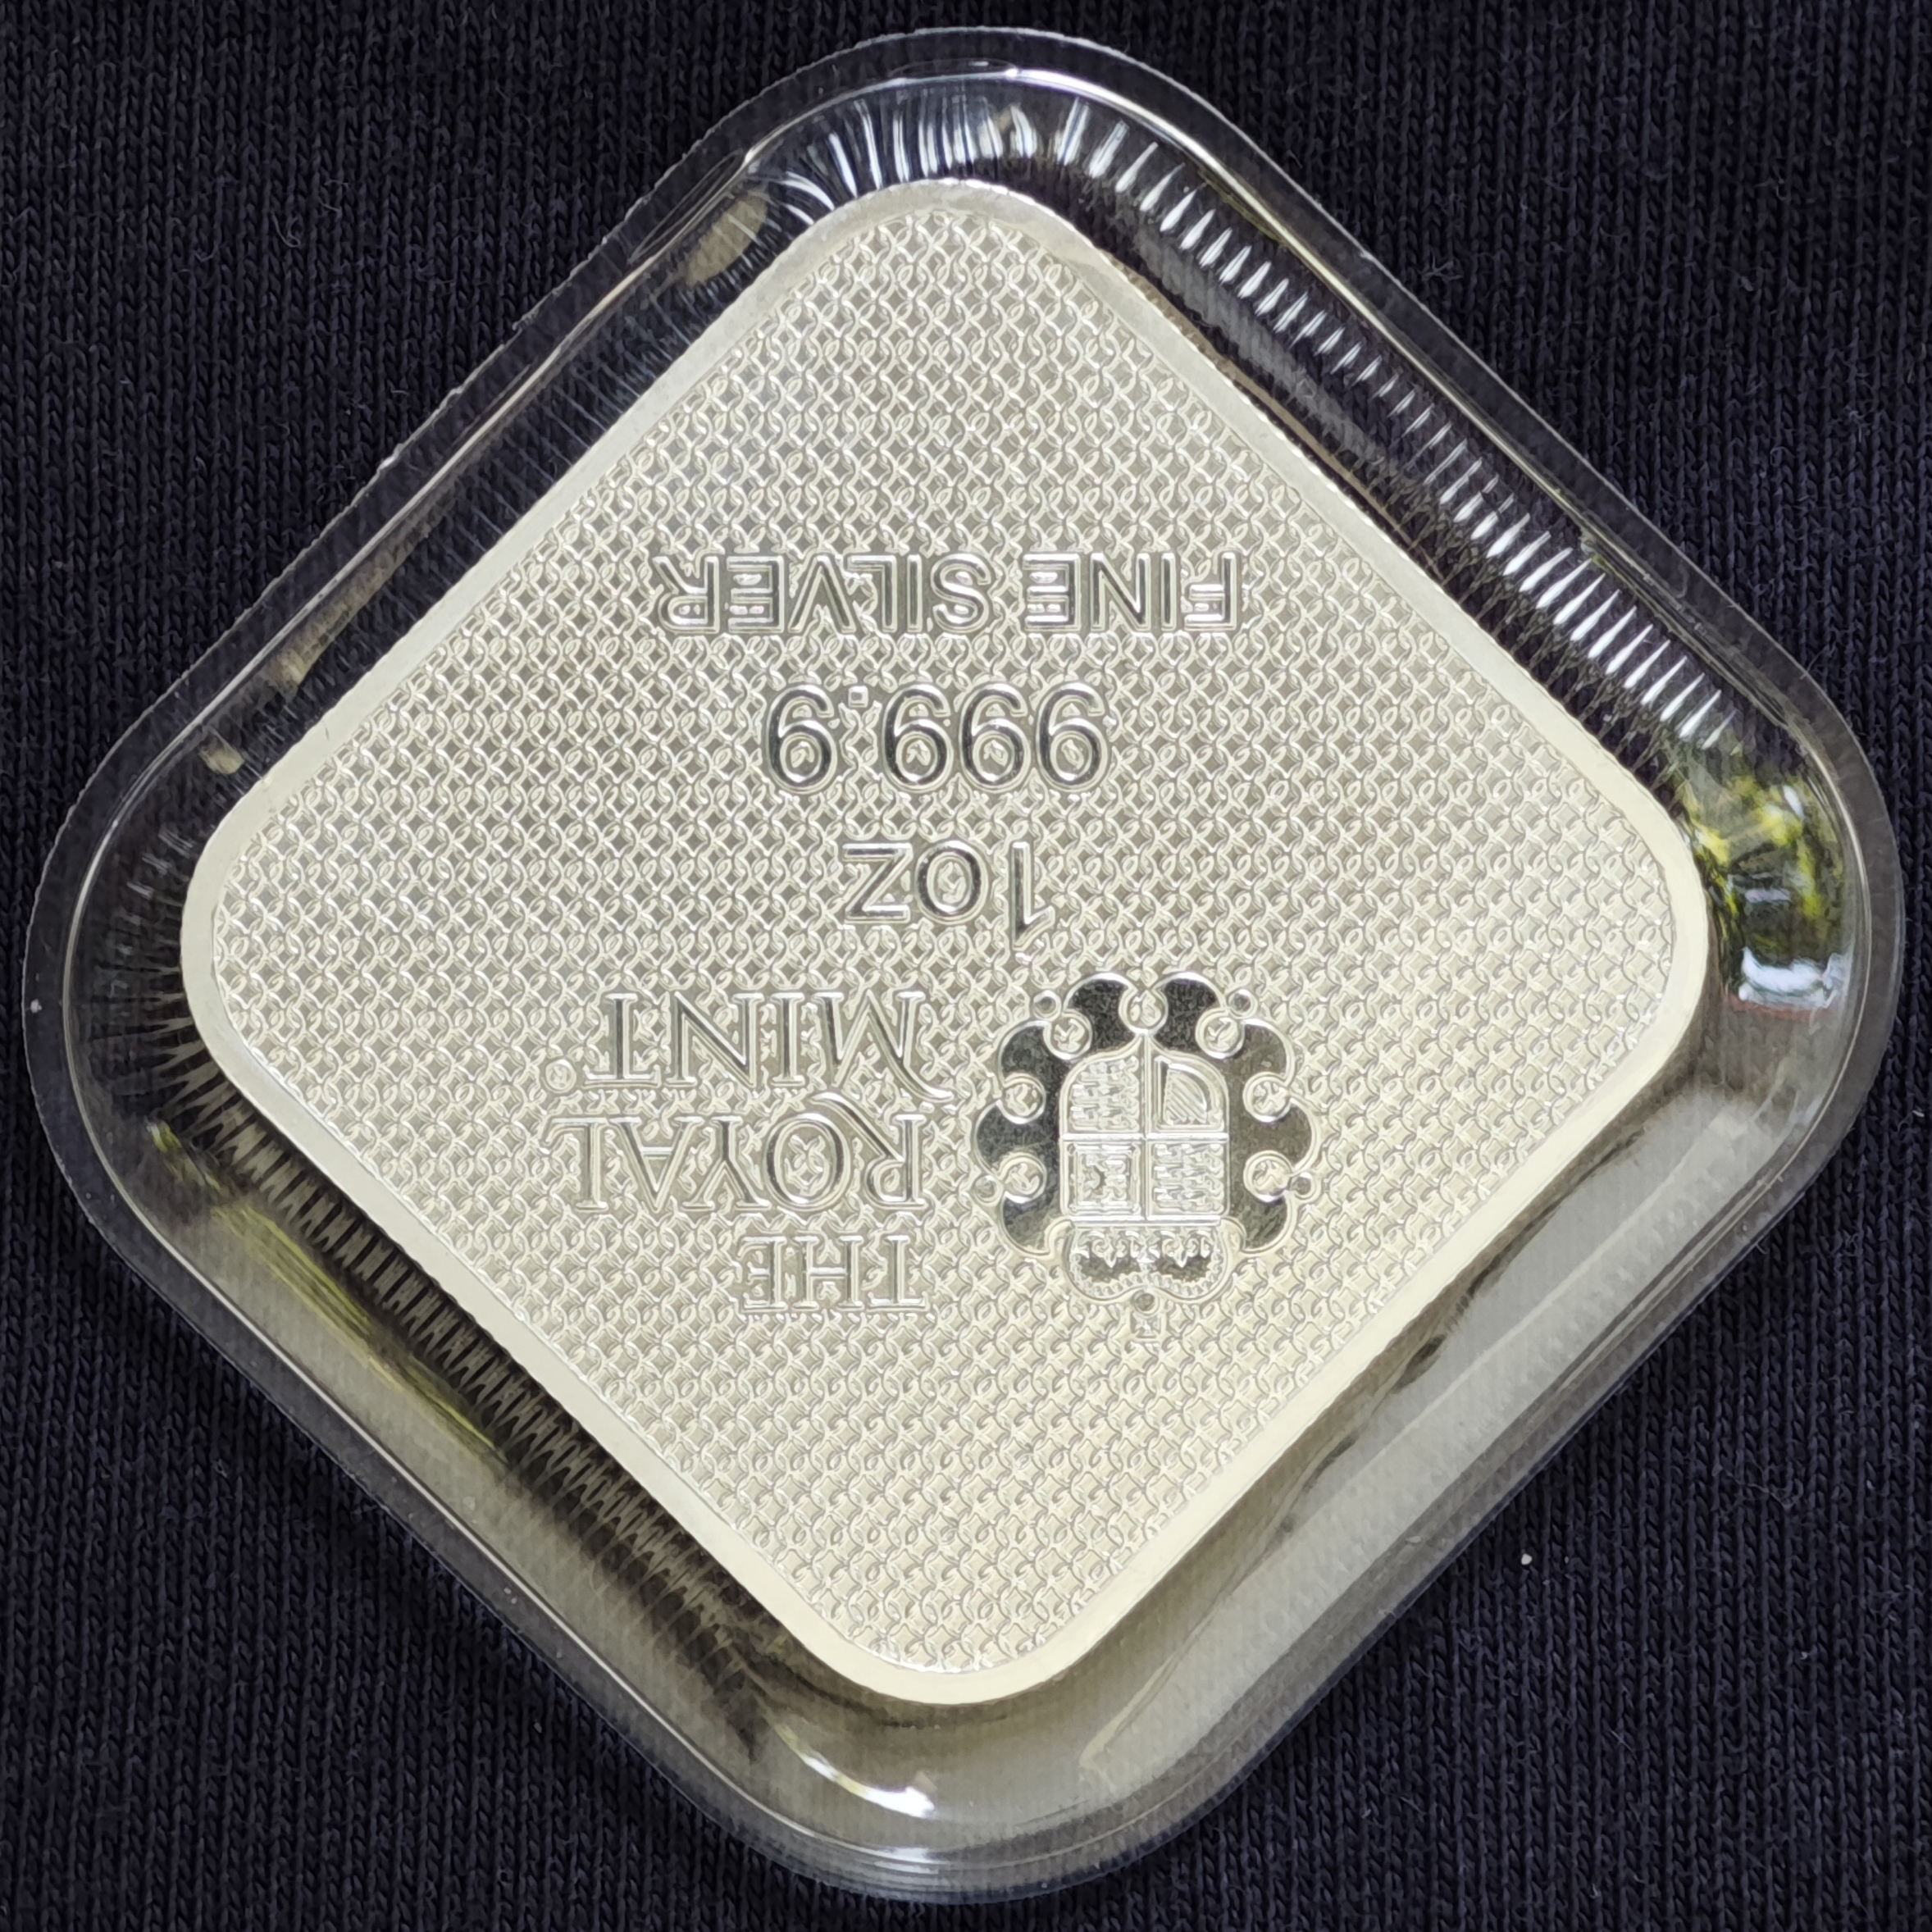 THE
ROYAL
MINT®
1oz
999.9
FINE SILVER